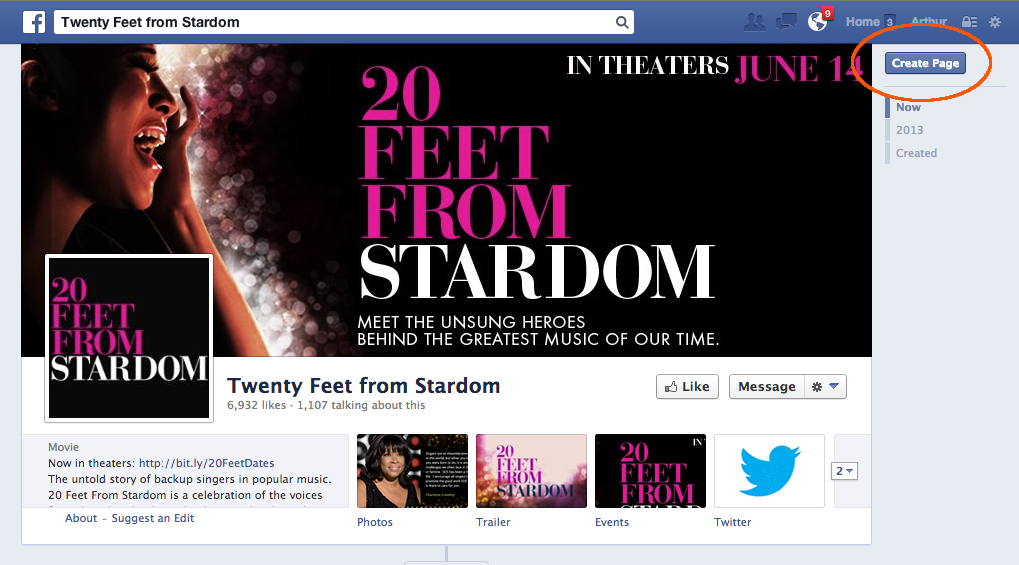 f
Twenty Feet from Stardom
9
Home 3 Arthur
IN THEATERS JUNE 14
Create Page
Now
2013
Created
20
FEET
FROM
STARDOM
MEET THE UNSUNG HEROES
BEHIND THE GREATEST MUSIC OF OUR TIME.
20
FEET
FROM
STARDOM
Twenty Feet from Stardom
6,932 likes · 1,107 talking about this
Like
Message
Movie
Now in theaters: http://bit.ly/20FeetDates
The untold story of backup singers in popular music.
20 Feet From Stardom is a celebration of the voices
About - Suggest an Edit
Photos
20
FEET
FROM
STARDOM
Trailer
IN T
20
FEET
FROM
Events
Twitter
2